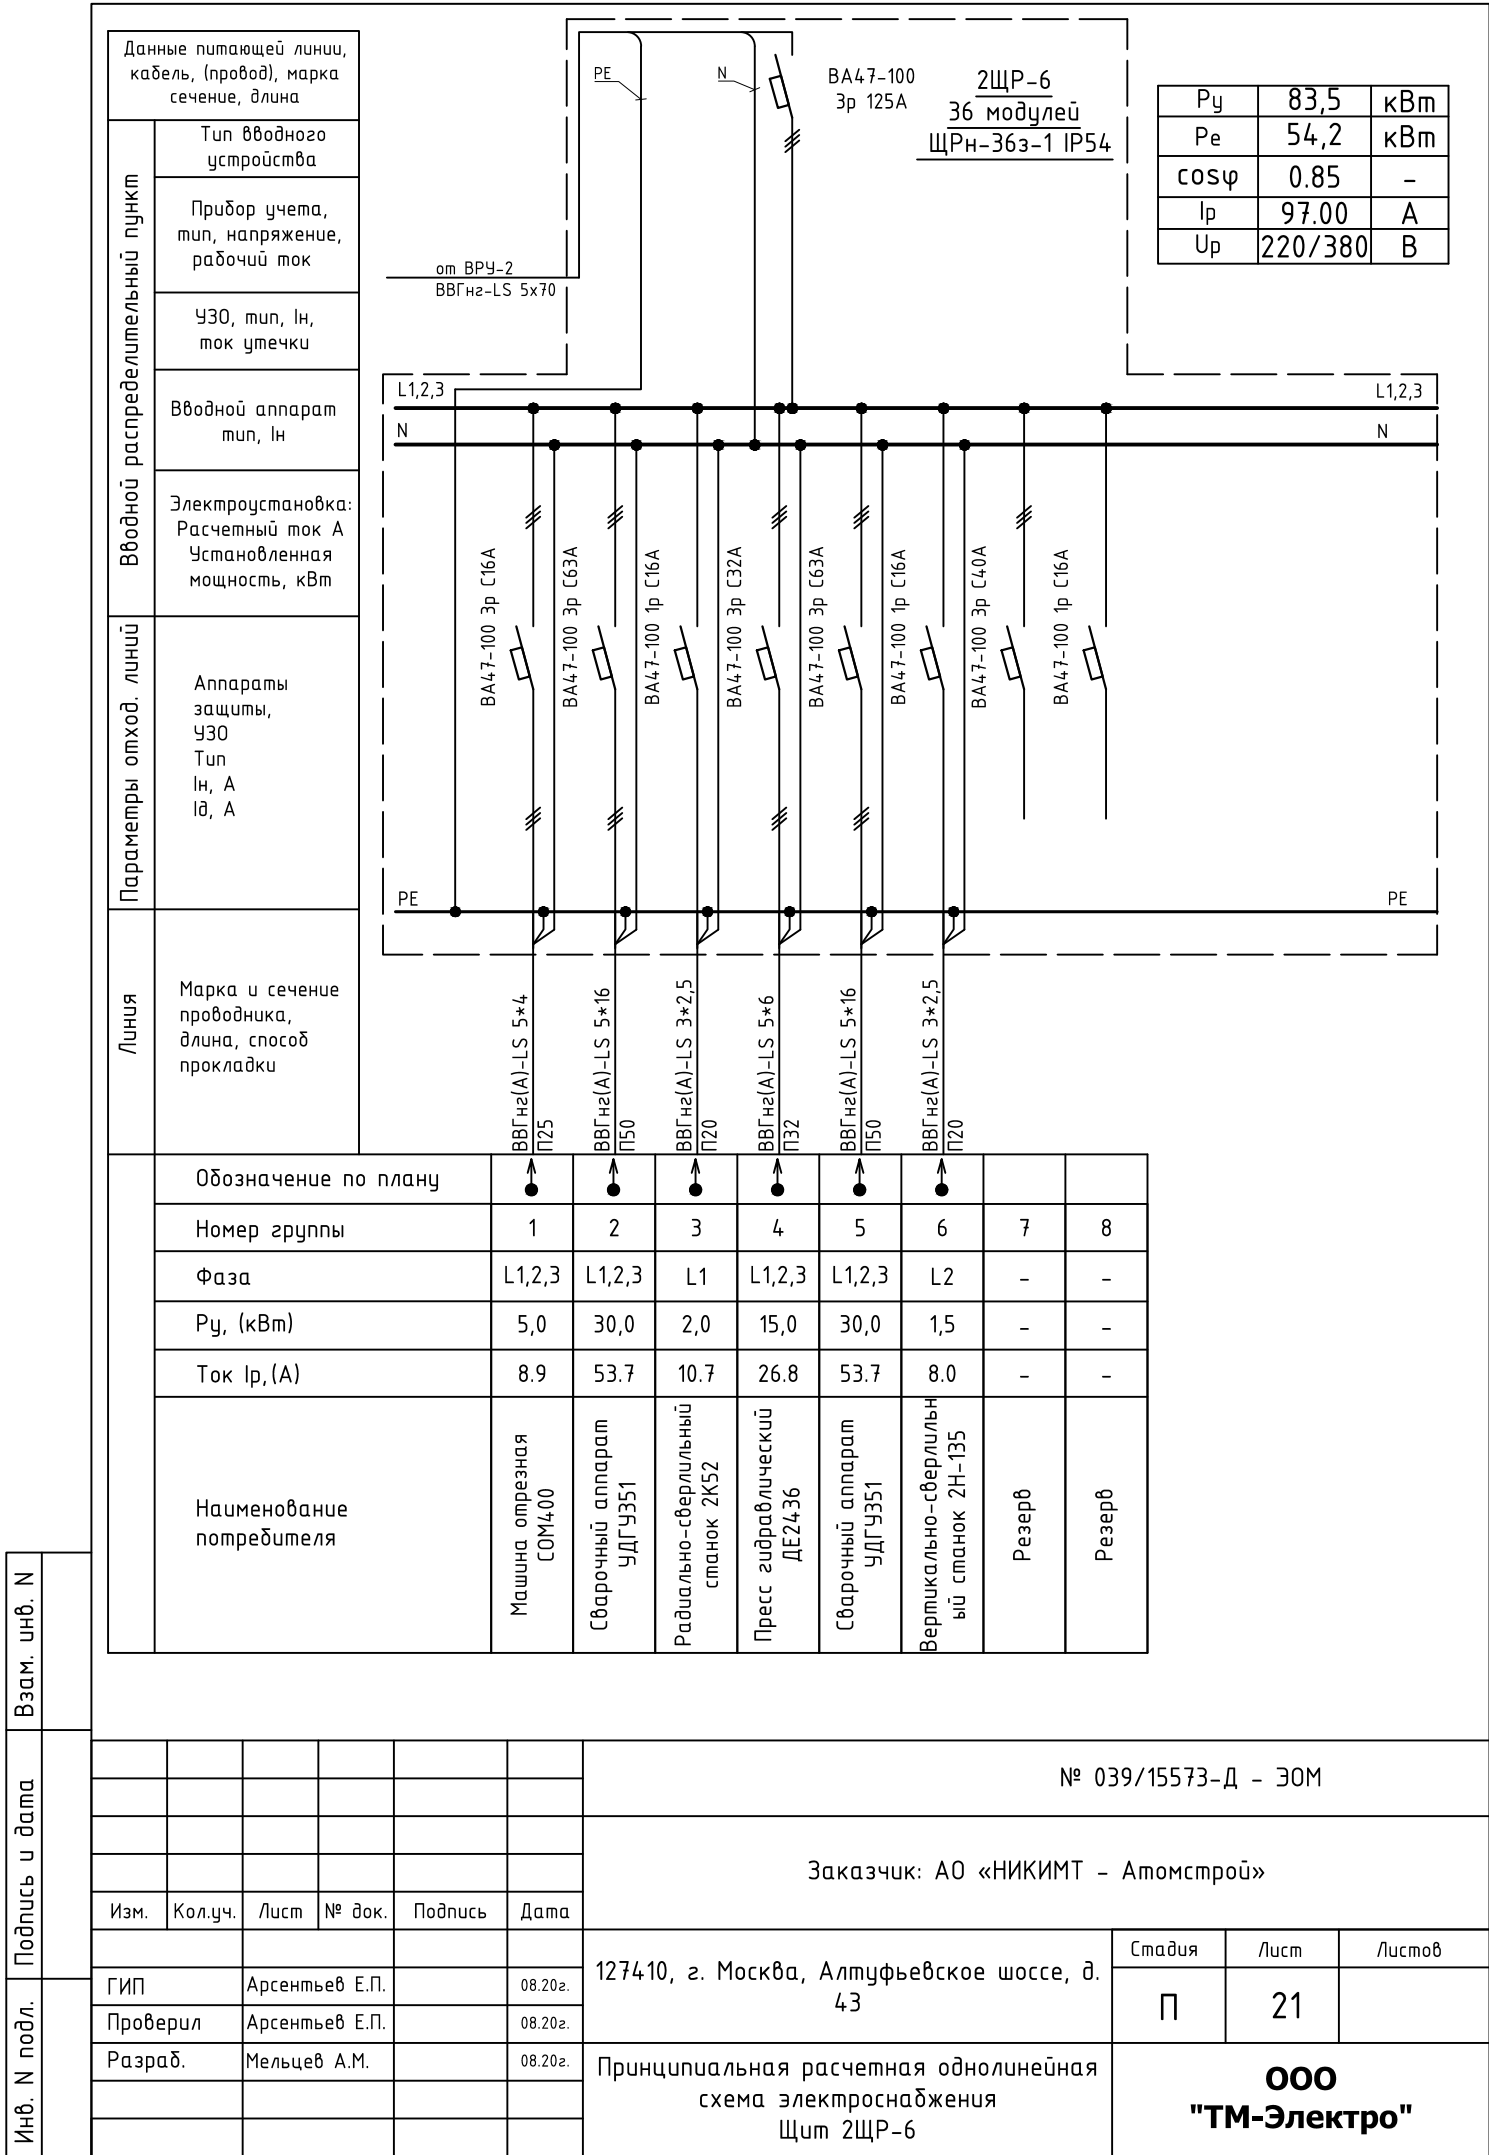 Данные питающей линии,
кабель, (провод), марка
сечение, длина
Вводной распределительный пункт
Тип вводного
устройства
Прибор учета,
тип, напряжение,
рабочий ток
УЗО, тип, Iн,
ток утечки
Вводной аппарат
тип, Iн
Электроустановка:
Расчетный ток А
Установленная
мощность, кВт
Параметры отход. линий
Аппараты
защиты,
УЗО
Тип
Iн, А
Iд, А
Линия
Марка и сечение
проводника,
длина, способ
прокладки
PE
N
ВА47-100
3р 125А
2ЩР-6
36 модулей
ЩРн-36з-1 IP54
Ру 83,5 кВт
Ре 54,2 кВт
cosφ 0.85 -
Iр 97.00 А
Uр 220/380 В
от ВРУ-2
ВВГнг-LS 5х70
L1,2,3 L1,2,3
N N
ВА47-100 3р С16А
ВА47-100 3р С63А
ВА47-100 1р С16А
ВА47-100 3р С32А
ВА47-100 3р С63А
ВА47-100 1р С16А
ВА47-100 3р С40А
ВА47-100 1р С16А
PE PE
ВВГнг(А)-LS 5*4
П25
ВВГнг(А)-LS 5*16
П50
ВВГнг(А)-LS 3*2,5
П20
ВВГнг(А)-LS 5*6
П32
ВВГнг(А)-LS 5*16
П50
ВВГнг(А)-LS 3*2,5
П20
Обозначение по плану
Номер группы 1 2 3 4 5 6 7 8
Фаза L1,2,3 L1,2,3 L1 L1,2,3 L1,2,3 L2 - -
Ру, (кВт) 5,0 30,0 2,0 15,0 30,0 1,5 - -
Ток Iр,(А) 8.9 53.7 10.7 26.8 53.7 8.0 - -
Наименование
потребителя
Машина отрезная
СОМ400
Сварочный аппарат
УДГУ351
Радиально-сверлильный
станок 2К52
Пресс гидравлический
ДЕ2436
Сварочный аппарат
УДГУ351
Вертикально-сверлильн
ый станок 2Н-135
Резерв
Резерв
Взам. инв. N
Подпись и дата
Инв. N подл.
№ 039/15573-Д - ЭОМ
Заказчик: АО «НИКИМТ - Атомстрой»
Изм. Кол.уч. Лист № док. Подпись Дата
127410, г. Москва, Алтуфьевское шоссе, д.
43
Стадия Лист Листов
П 21
ГИП Арсентьев Е.П. 08.20г.
Проверил Арсентьев Е.П. 08.20г.
Разраб. Мельцев А.М. 08.20г.
Принципиальная расчетная однолинейная
схема электроснабжения
Щит 2ЩР-6
ООО
"ТМ-Электро"